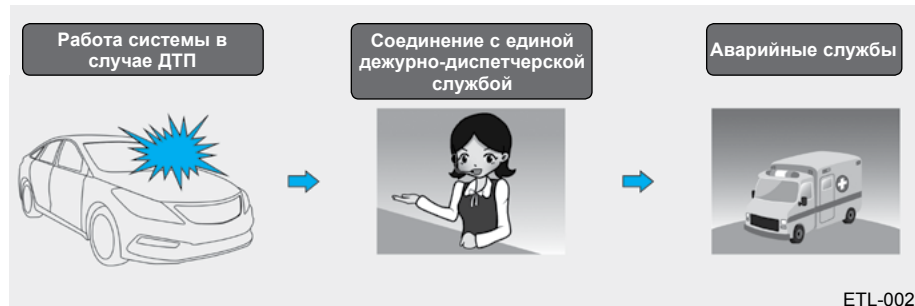 Работа системы в
случае ДТП
Соединение с единой
дежурно-диспетчерской
службой
Аварийные службы
ETL-002